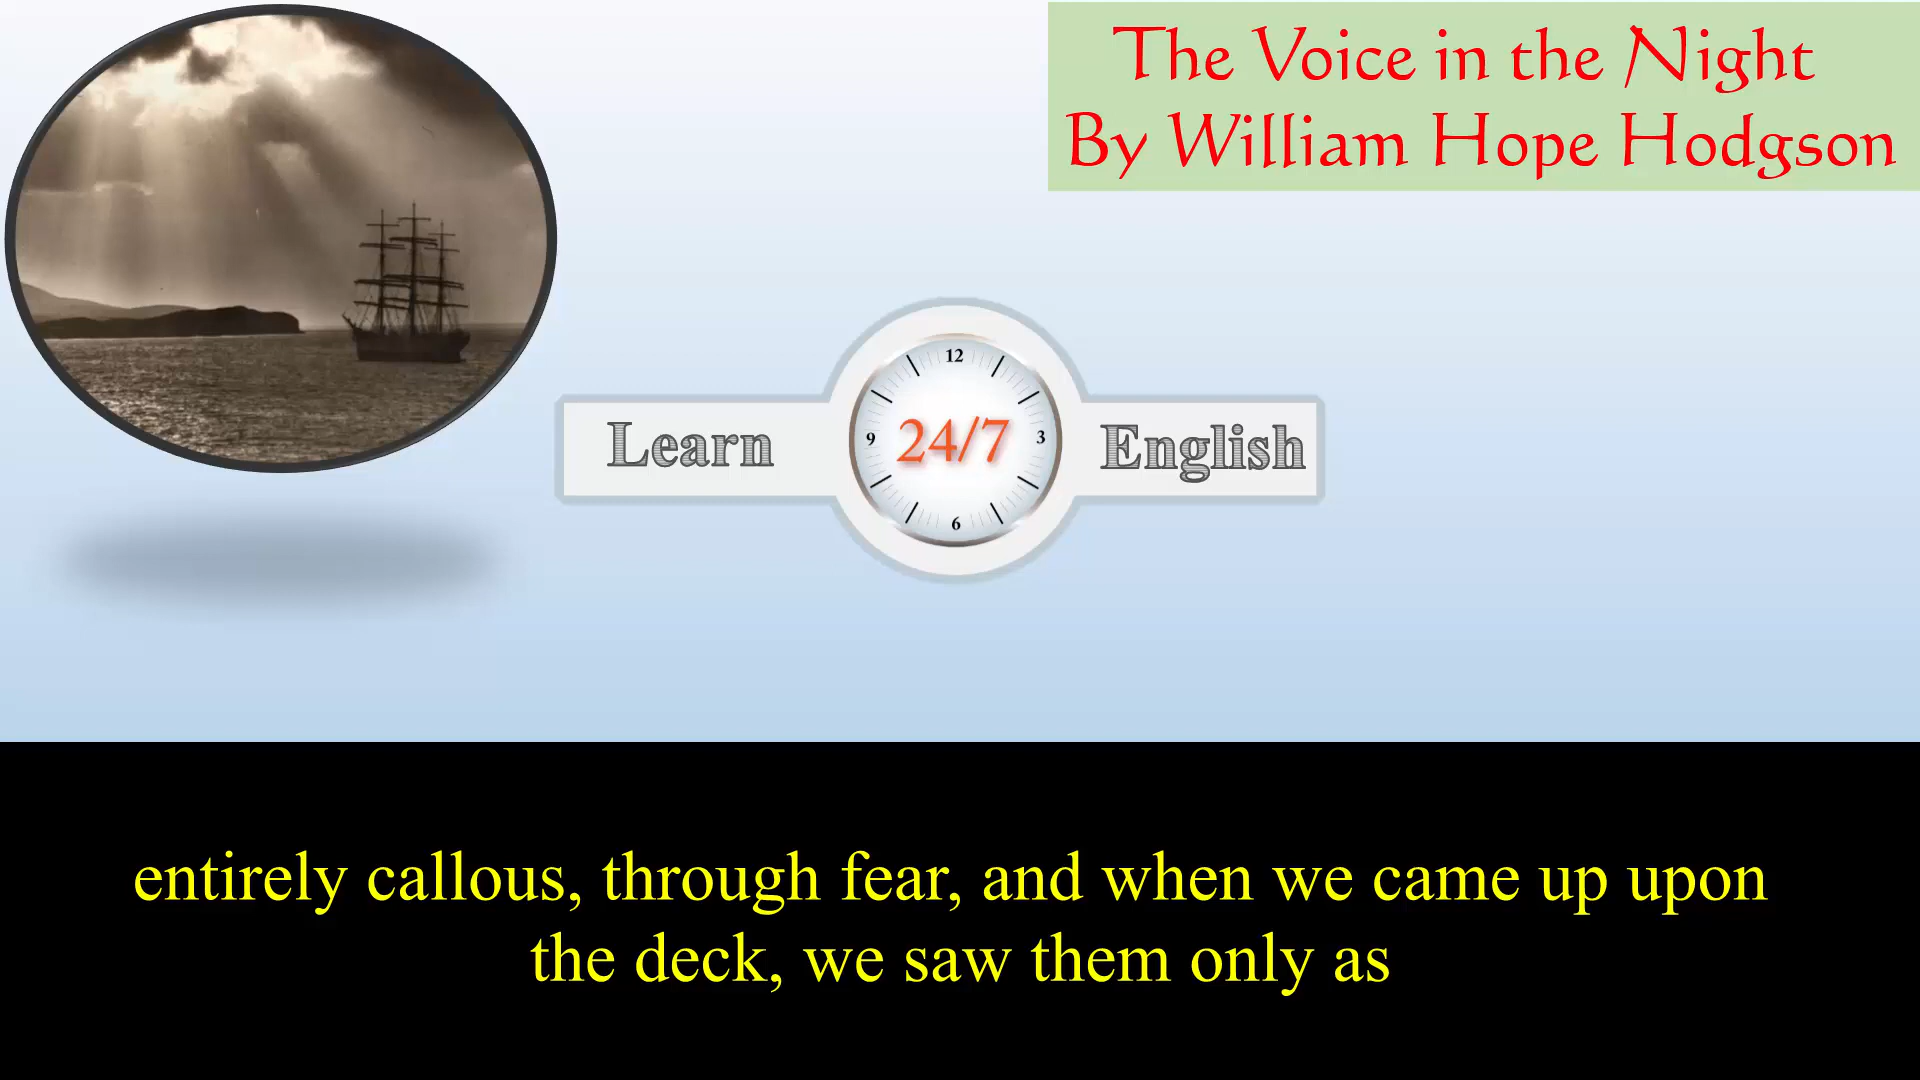 The Voice in the Night
By William Hope Hodgson
Learn 24/7 English
12
9
3
6
entirely callous, through fear, and when we came up upon
the deck, we saw them only as